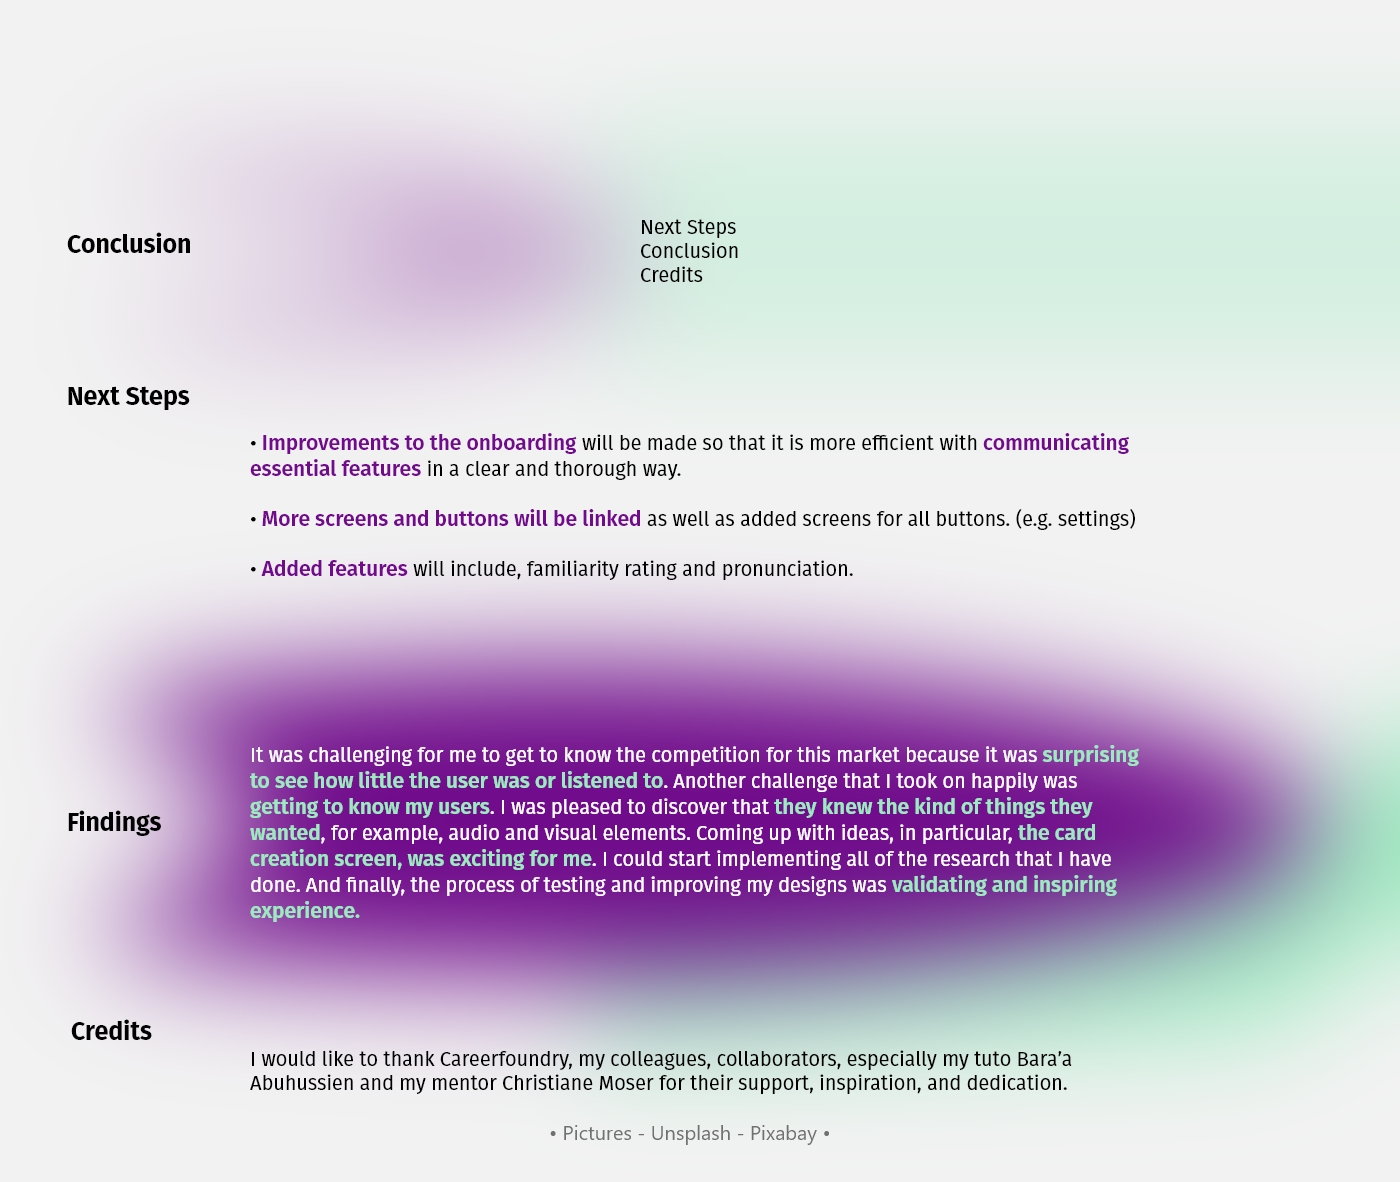 Conclusion
Next Steps
Conclusion
Credits
Next Steps
• Improvements to the onboarding will be made so that it is more efficient with communicating
essential features in a clear and thorough way.
• More screens and buttons will be linked as well as added screens for all buttons. (e.g. settings)
• Added features will include, familiarity rating and pronunciation.
Findings
It was challenging for me to get to know the competition for this market because it was surprising
to see how little the user was or listened to. Another challenge that I took on happily was
getting to know my users. I was pleased to discover that they knew the kind of things they
wanted, for example, audio and visual elements. Coming up with ideas, in particular, the card
creation screen, was exciting for me. I could start implementing all of the research that I have
done. And finally, the process of testing and improving my designs was validating and inspiring
experience.
Credits
I would like to thank Careerfoundry, my colleagues, collaborators, especially my tuto Bara’a
Abuhussien and my mentor Christiane Moser for their support, inspiration, and dedication.
• Pictures - Unsplash - Pixabay •